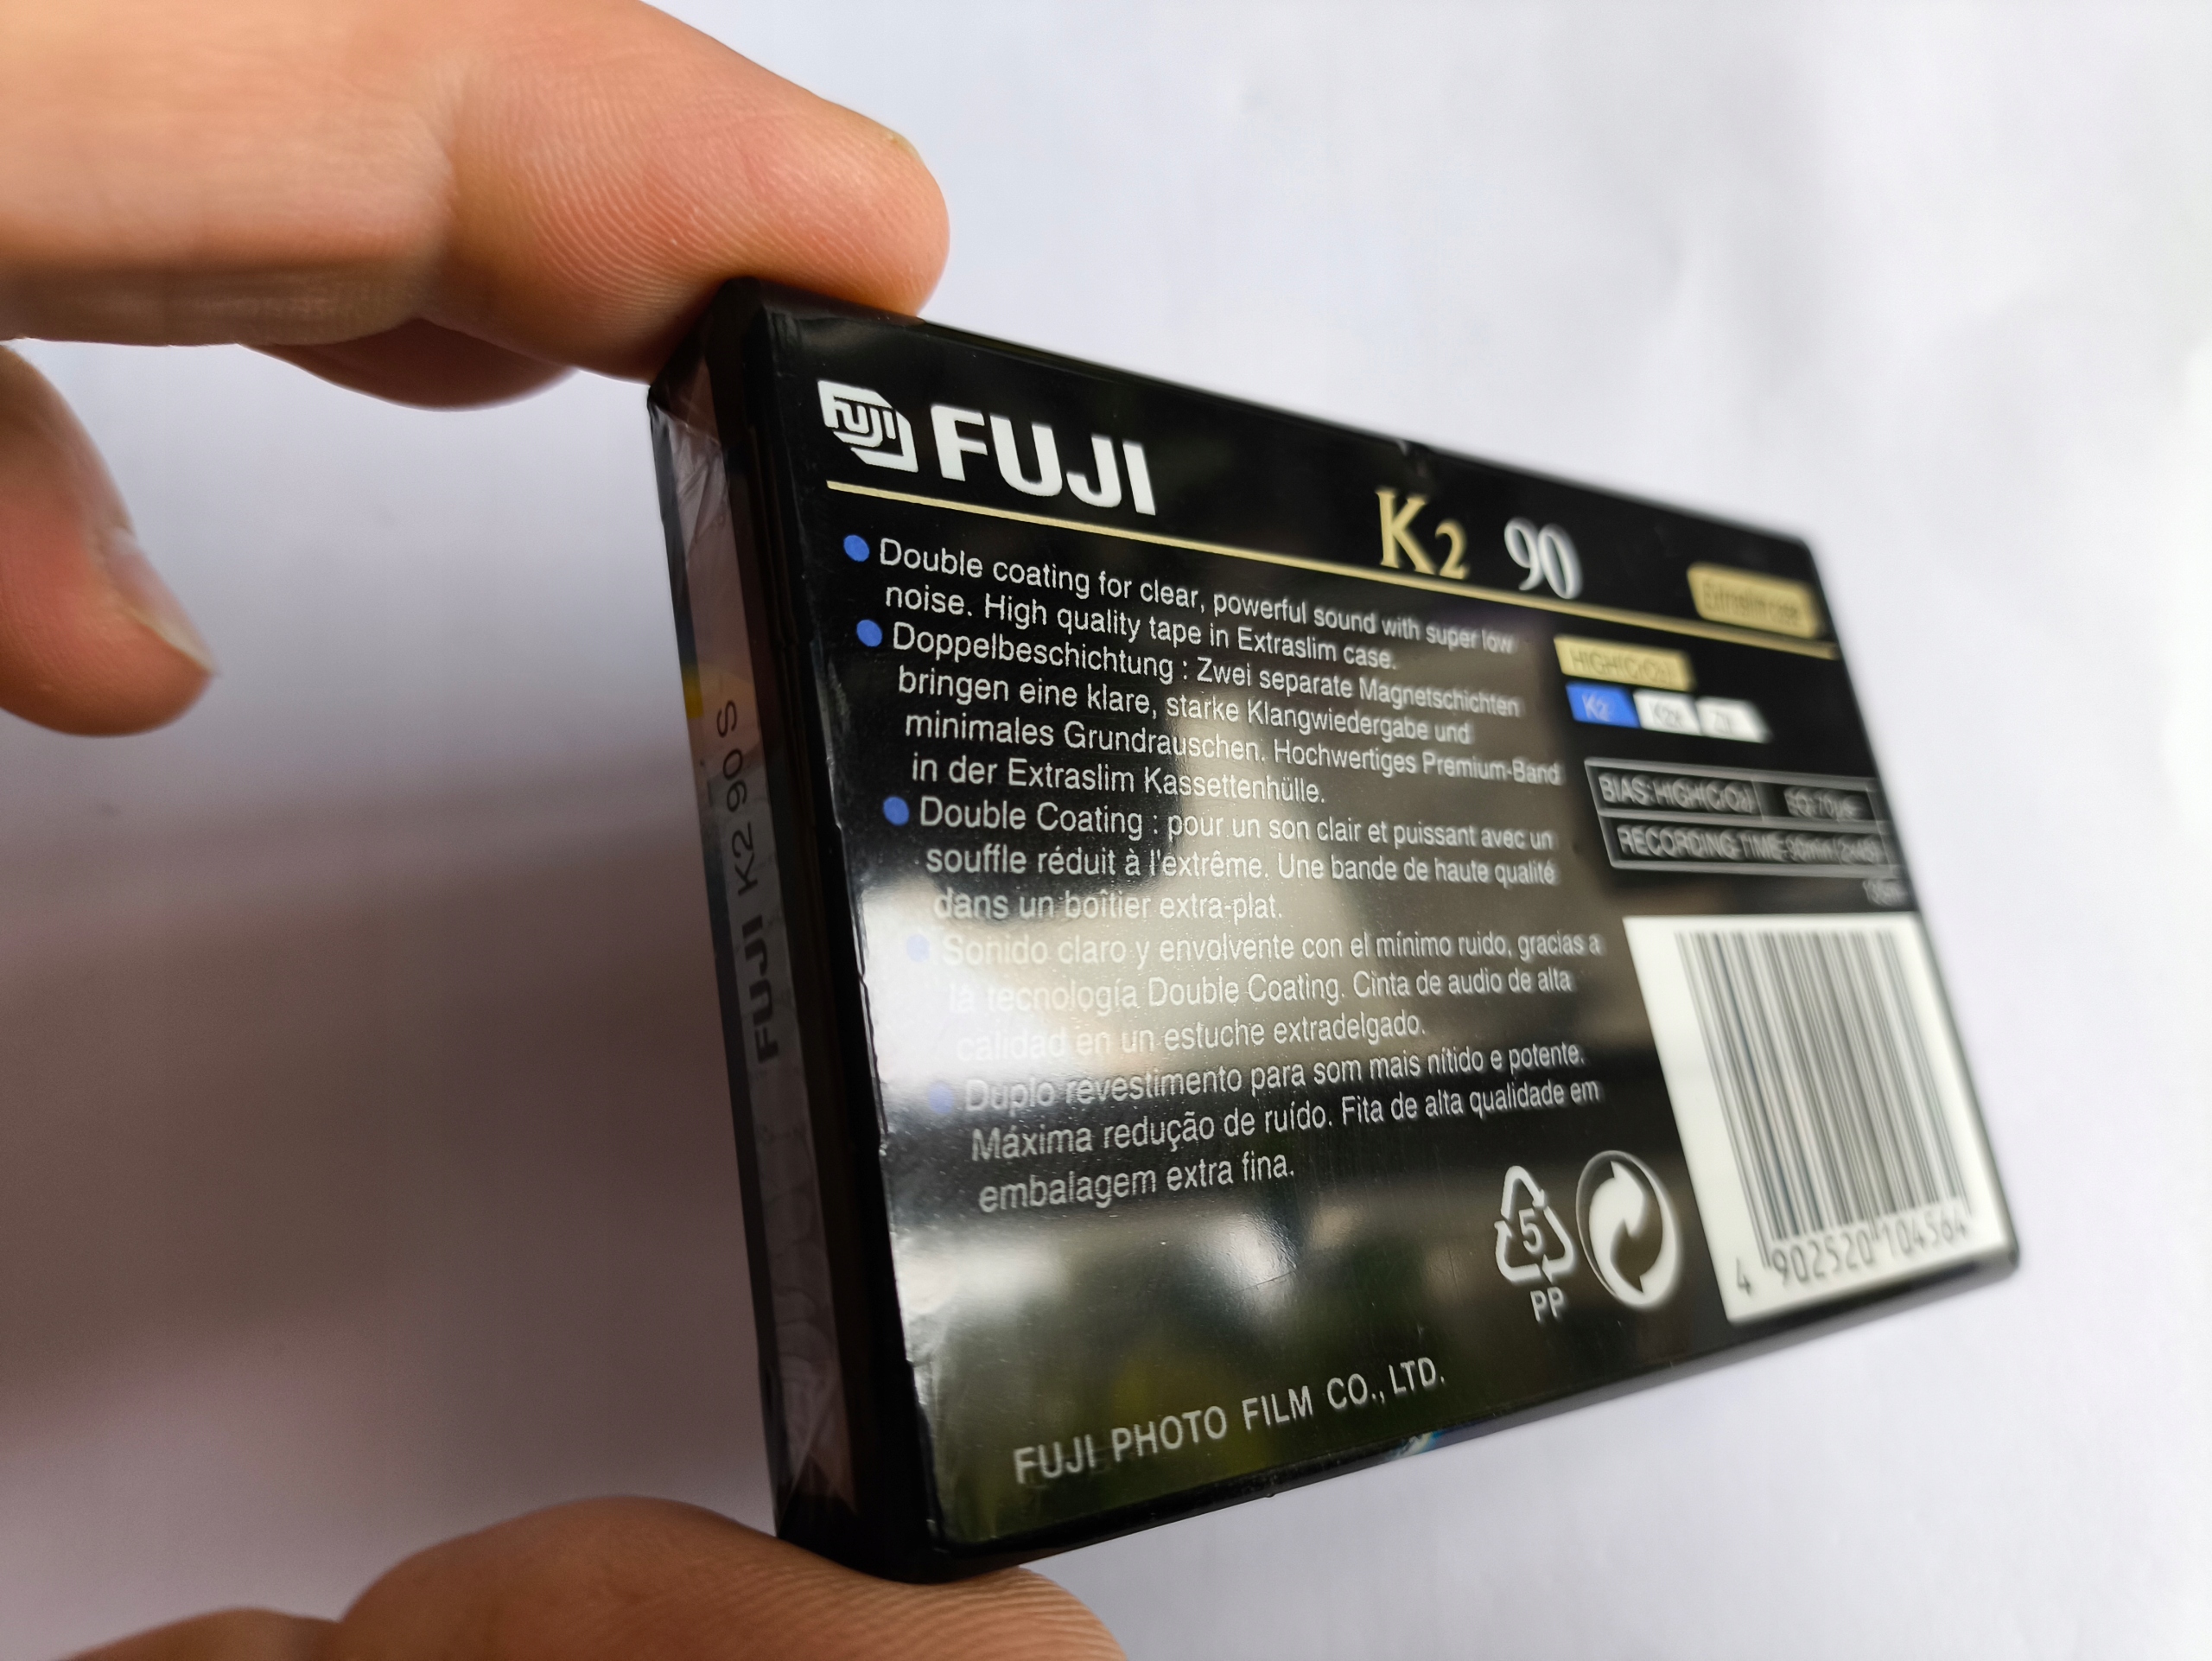 FUJI FUJI
K2 90
Extraslim case
Double coating for clear, powerful sound with super low
noise. High quality tape in Extraslim case.
Doppelbeschichtung : Zwei separate Magnetschichten
bringen eine klare, starke Klangwiedergabe und
minimales Grundrauschen. Hochwertiges Premium-Band
in der Extraslim Kassettenhülle.
Double Coating : pour un son clair et puissant avec un
souffle réduit à l'extrême. Une bande de haute qualité
dans un boîtier extra-plat.
Sonido claro y envolvente con el mínimo ruido, gracias a
la tecnología Double Coating. Cinta de audio de alta
calidad en un estuche extradelgado.
Duplo revestimento para som mais nítido e potente.
Máxima redução de ruído. Fita de alta qualidade em
embalagem extra fina.
HIGH(CrO₂)
K2
BIAS: HIGH(CrO₂) EQ: 70µs
RECORDING TIME 90min
5
PP
4 902520 104564
FUJI PHOTO FILM CO., LTD.
FUJI K2 90 S